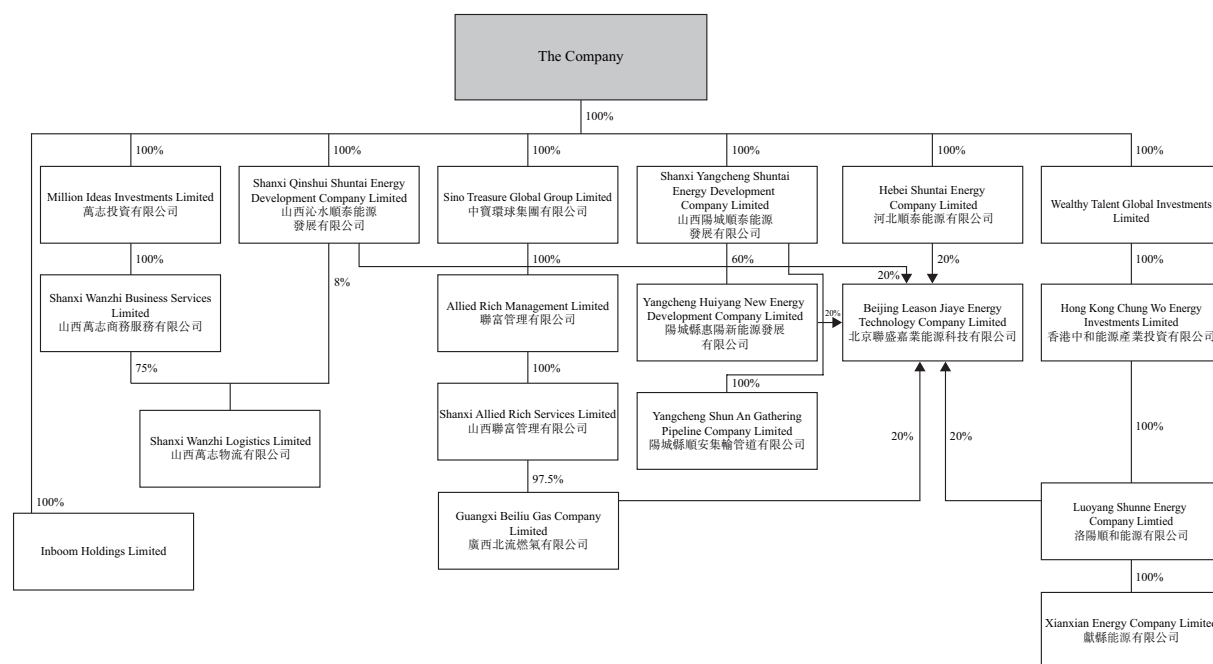 The Company
100%
100%
100%
100%
100%
100%
100%
Million Ideas Investments Limited
萬志投資有限公司
Shanxi Qinshui Shuntai Energy
Development Company Limited
山西沁水順泰能源
發展有限公司
Sino Treasure Global Group Limited
中寶環球集團有限公司
Shanxi Yangcheng Shuntai
Energy Development
Company Limited
山西陽城順泰能源
發展有限公司
Hebei Shuntai Energy
Company Limited
河北順泰能源有限公司
Wealthy Talent Global Investments
Limited
100%
8%
100%
60%
20%
20%
100%
Shanxi Wanzhi Business Services
Limited
山西萬志商務服務有限公司
Allied Rich Management Limited
聯富管理有限公司
Yangcheng Huiyang New Energy
Development Company Limited
陽城縣惠陽新能源發展
有限公司
20%
Beijing Leason Jiaye Energy
Technology Company Limited
北京聯盛嘉業能源科技有限公司
Hong Kong Chung Wo Energy
Investments Limited
香港中和能源產業投資有限公司
75%
100%
100%
Shanxi Wanzhi Logistics Limited
山西萬志物流有限公司
Shanxi Allied Rich Services Limited
山西聯富管理有限公司
Yangcheng Shun An Gathering
Pipeline Company Limited
陽城縣順安集輸管道有限公司
20%
20%
100%
97.5%
100%
Inboom Holdings Limited
Guangxi Beiliu Gas Company
Limited
廣西北流燃氣有限公司
Luoyang Shunne Energy
Company Limtied
洛陽順和能源有限公司
100%
Xianxian Energy Company Limited
獻縣能源有限公司